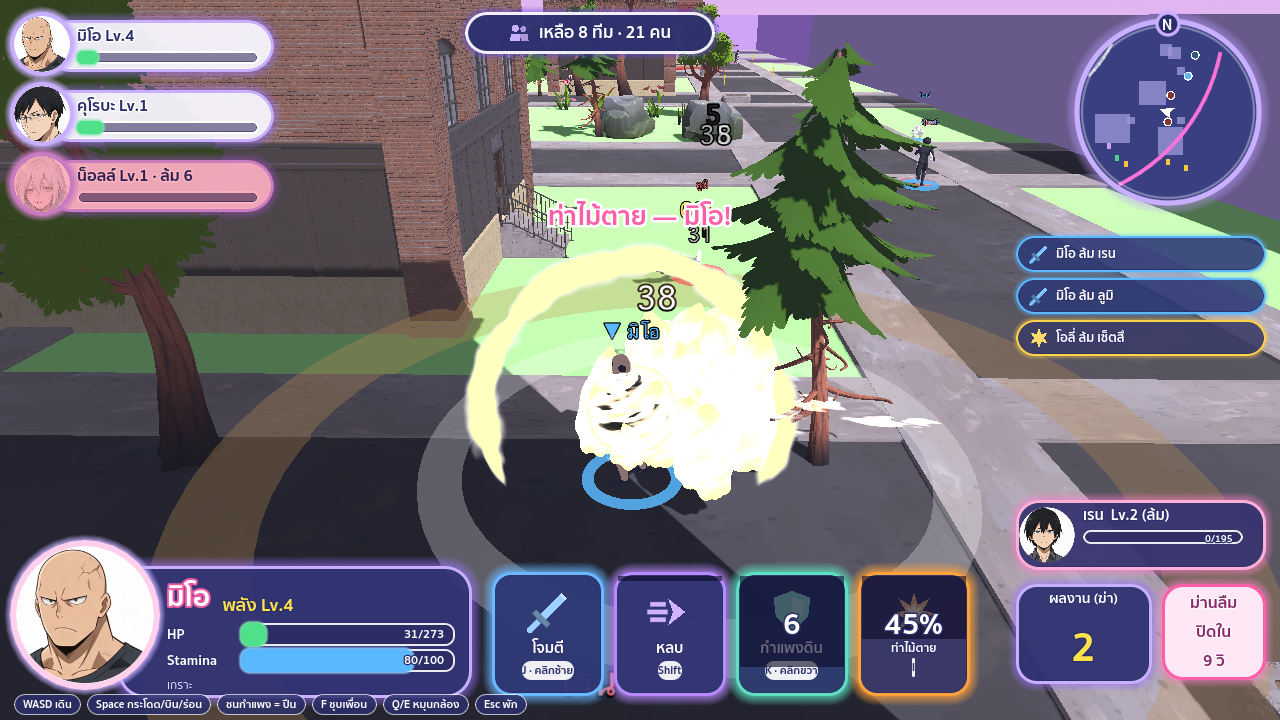 มิโอ Lv.4
คุโรบะ Lv.1
น็อลล์ Lv.1 · ล้ม 6
เหลือ 8 ทีม · 21 คน
N
5
38
ท่าไม้ตาย — มิโอ!
31
38
มิโอ
มิโอ ล้ม เรน
มิโอ ล้ม ลูมิ
โอลี่ ล้ม เซ็ตสึ
เรน Lv.2 (ล้ม)
0/195
ผลงาน (ฆ่า)
2
ม่านลืม
ปิดใน
9 วิ
มิโอ พลัง Lv.4
HP 31/273
Stamina 80/100
เกราะ
โจมตี
J · คลิกซ้าย
หลบ
Shift
6
กำแพงดิน
K · คลิกขวา
45%
ท่าไม้ตาย
WASD เดิน
Space กระโดด/บิน/ร่อน
ชนกำแพง = ปีน
F ชุบเพื่อน
Q/E หมุนกล้อง
Esc พัก